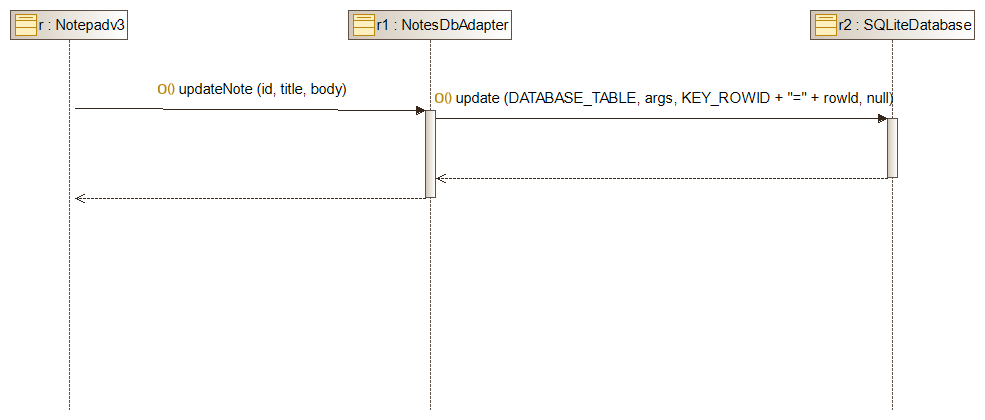 r : Notepadv3
r1 : NotesDbAdapter
r2 : SQLiteDatabase
O() updateNote (id, title, body)
O() update (DATABASE_TABLE, args, KEY_ROWID + "=" + rowId, null)